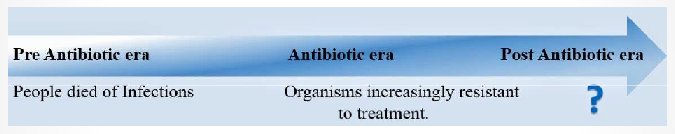 Pre Antibiotic era Antibiotic era Post Antibiotic era
People died of Infections Organisms increasingly resistant ?
to treatment.